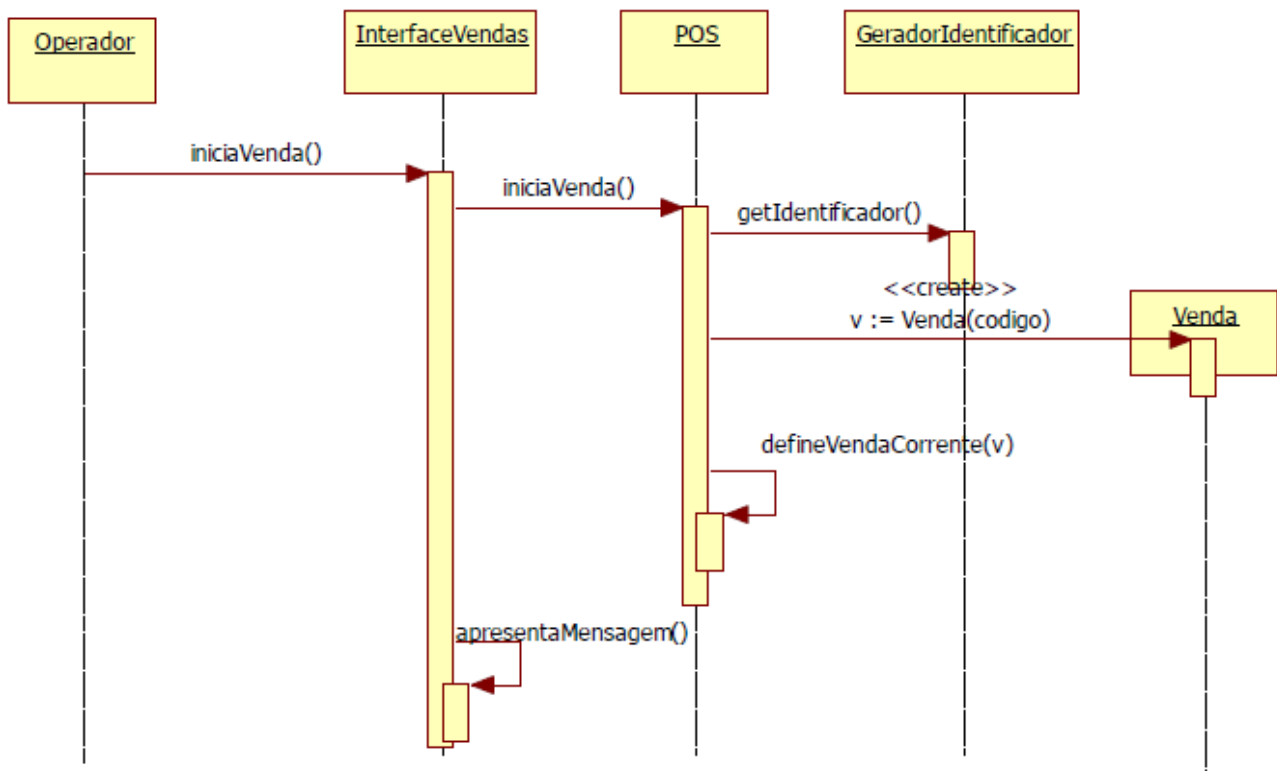 Operador
InterfaceVendas
POS
GeradorIdentificador
iniciaVenda()
iniciaVenda()
getIdentificador()
<<create>>
v := Venda(codigo)
Venda
defineVendaCorrente(v)
apresentaMensagem()